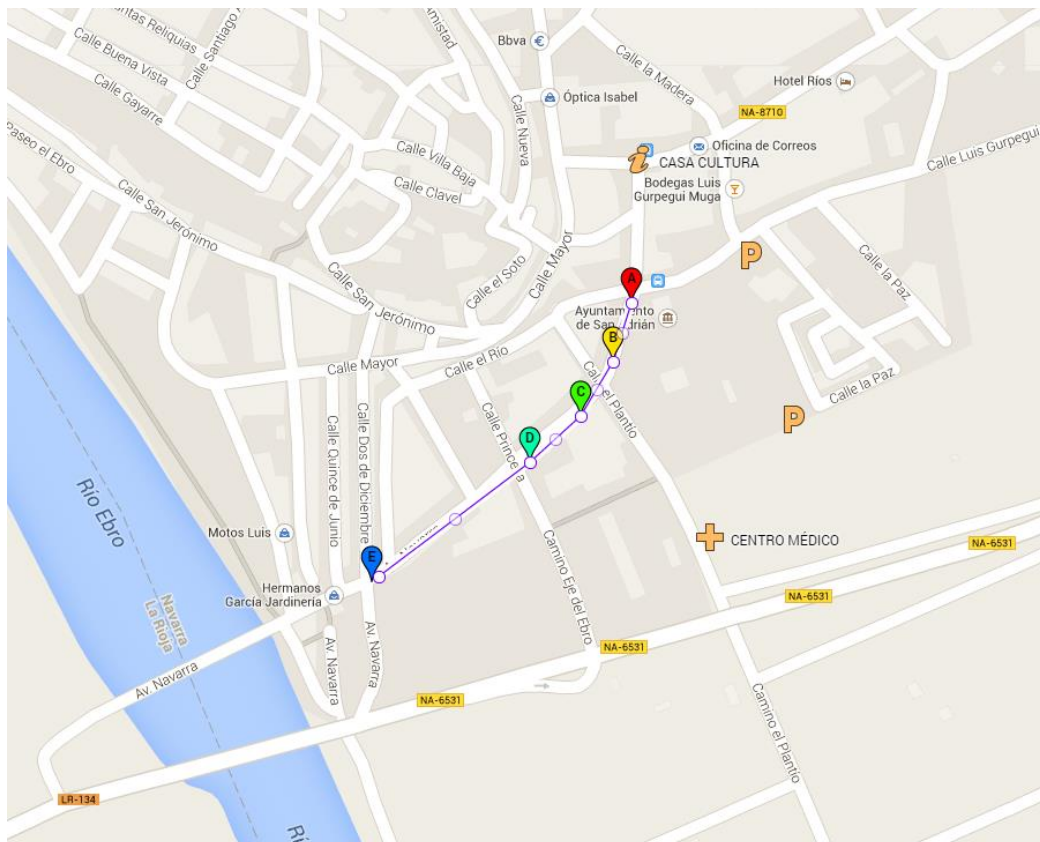 Amistad
Bbva
€
Calle la Madera
Calle Santiago
Calle Buena Vista
Calle Gayarre
Óptica Isabel
Hotel Ríos
NA-8710
Calle Nueva
Calle Villa Baja
Oficina de Correos
CASA CULTURA
Calle Luis Gurpegui
Paseo el Ebro
Calle Clavel
Bodegas Luis
Gurpegui Muga
Calle San Jerónimo
Calle Mayor
P
Calle la Paz
Calle el Soto
A
Calle San Jerónimo
Ayuntamiento
B
Calle Mayor
Calle el Río
Calle el Plantío
Calle la Paz
C
P
Calle Dos de Diciembre
Calle Quince de Junio
D
Río Ebro
Motos Luis
CENTRO MÉDICO
NA-6531
Navarra
E
Hermanos
García Jardinería
NA-6531
Navarra
La Rioja
Camino Eje del Ebro
Av. Navarra
Av. Navarra
NA-6531
Av. Navarra
NA-6531
Camino el Plantío
LR-134